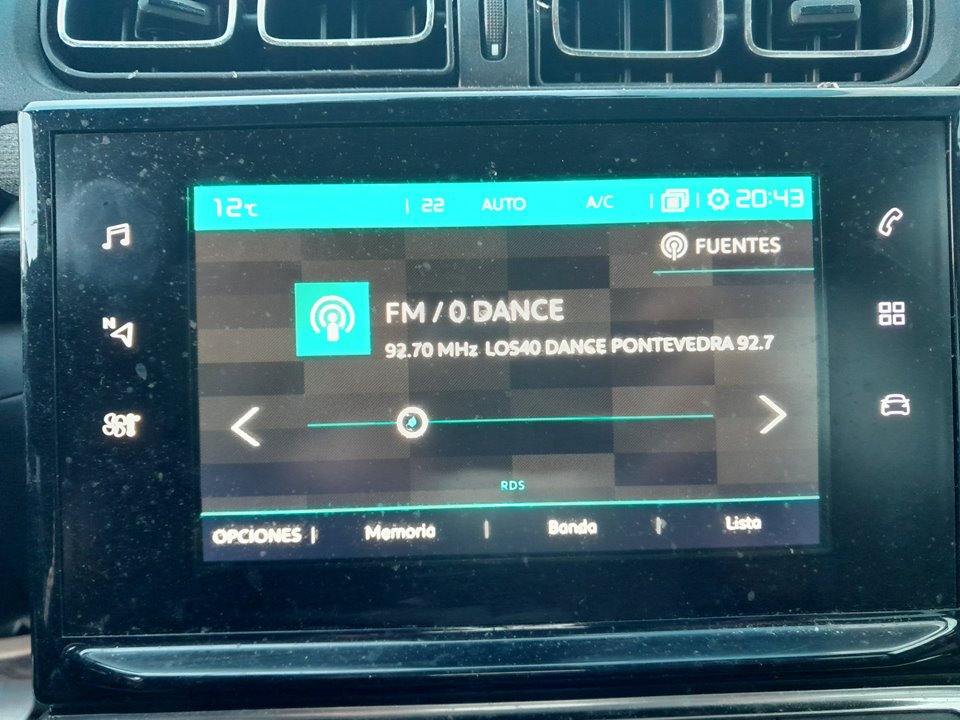 12°C | 22 AUTO A/C | | 20:43
FUENTES
FM / 0 DANCE
92.70 MHz LOS40 DANCE PONTEVEDRA 92.7
N
RDS
OPCIONES | Memoria | Banda | Lista